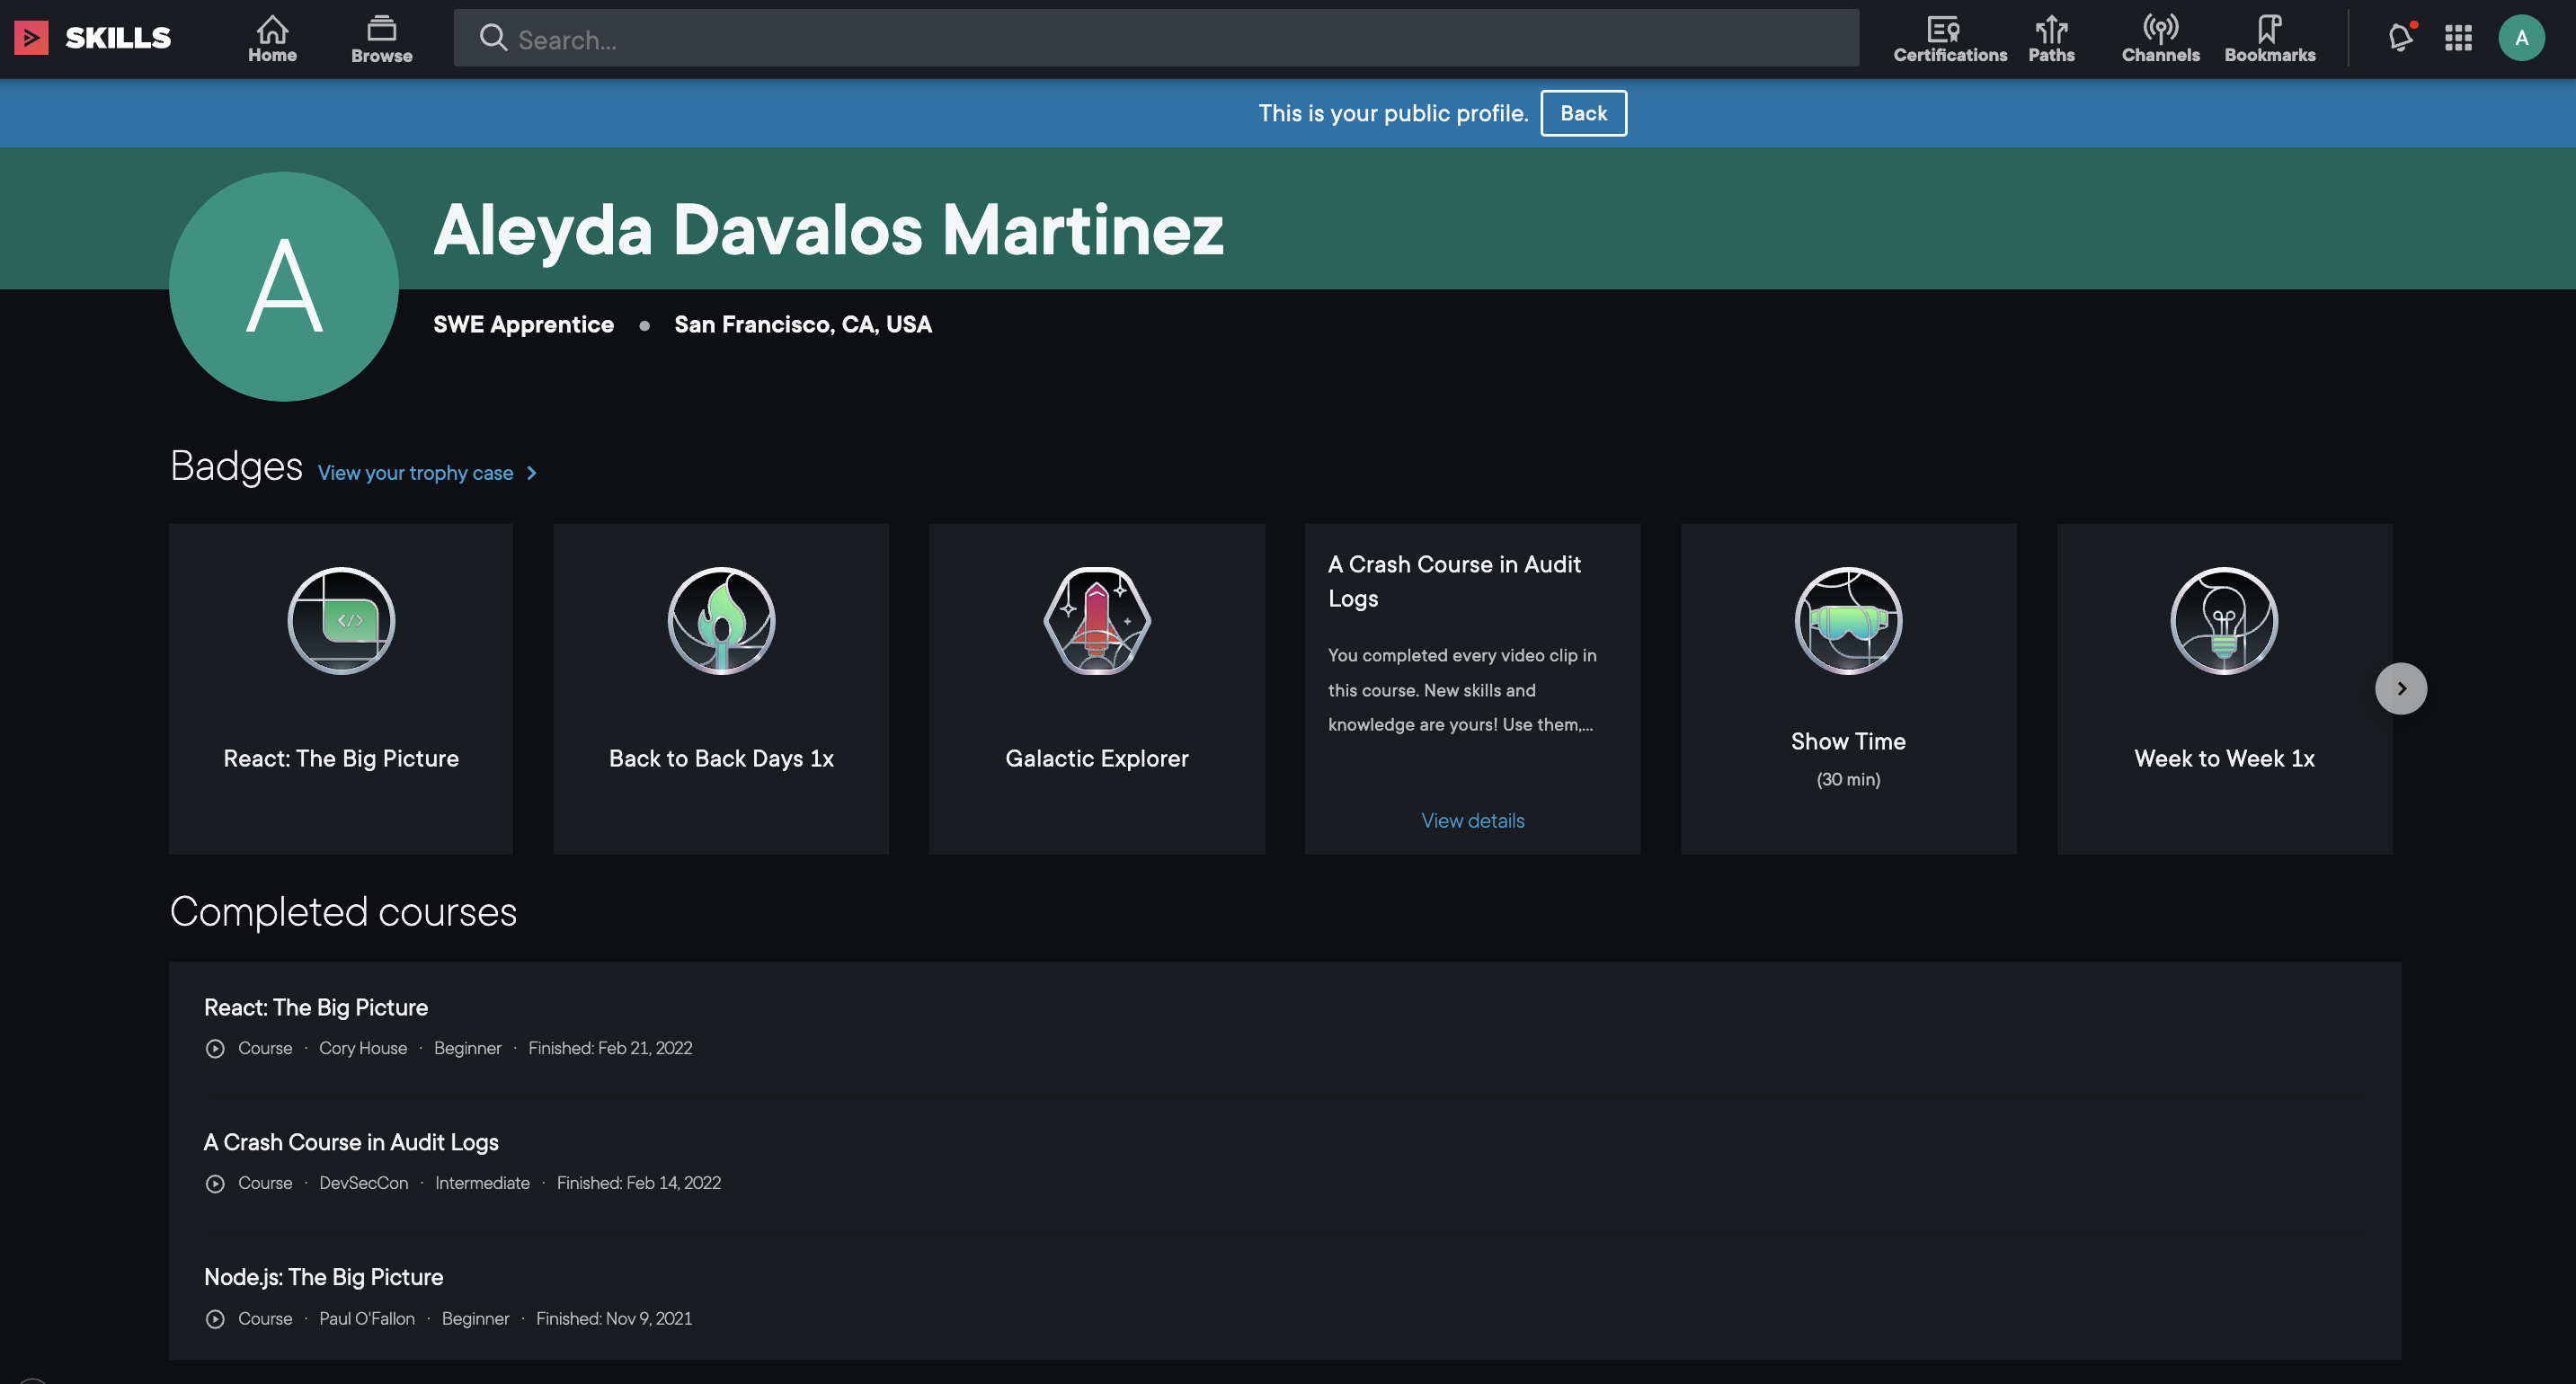 SKILLS
Home
Browse
Search...
Certifications
Paths
Channels
Bookmarks
A
This is your public profile.
Back
A
Aleyda Davalos Martinez
SWE Apprentice • San Francisco, CA, USA
Badges
View your trophy case
</>
React: The Big Picture
Back to Back Days 1x
Galactic Explorer
A Crash Course in Audit
Logs
You completed every video clip in
this course. New skills and
knowledge are yours! Use them,...
View details
Show Time
(30 min)
Week to Week 1x
Completed courses
React: The Big Picture
Course · Cory House · Beginner · Finished: Feb 21, 2022
A Crash Course in Audit Logs
Course · DevSecCon · Intermediate · Finished: Feb 14, 2022
Node.js: The Big Picture
Course · Paul O'Fallon · Beginner · Finished: Nov 9, 2021